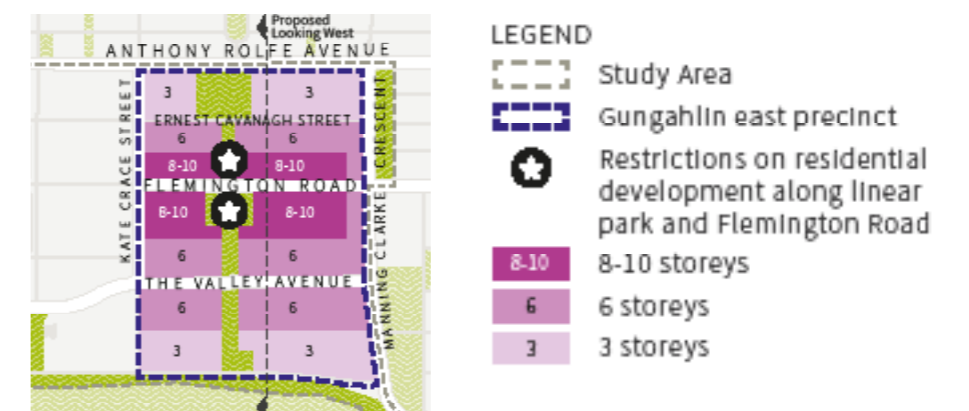 Proposed
Looking West
ANTHONY ROLFE AVENUE
KATE CRACE STREET
3
3
CRESCENT
ERNEST CAVANAGH STREET
6
6
8-10
8-10
FLEMINGTON ROAD
8-10
8-10
MANNING CLARKE
6
6
THE VALLEY AVENUE
6
6
3
3
LEGEND
Study Area
Gungahlin east precinct
Restrictions on residential
development along linear
park and Flemington Road
8-10 8-10 storeys
6 6 storeys
3 3 storeys